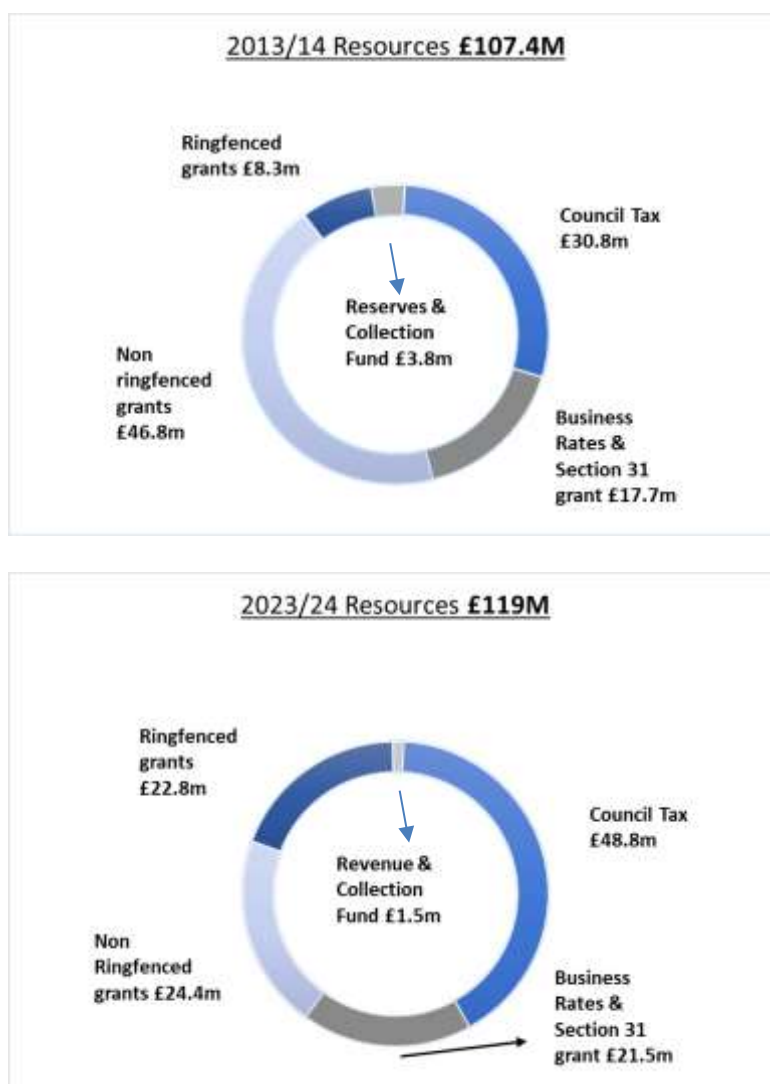 2013/14 Resources £107.4M
Ringfenced
grants £8.3m
Council Tax
£30.8m
Reserves &
Collection
Fund £3.8m
Non
ringfenced
grants
£46.8m
Business
Rates &
Section 31
grant £17.7m
2023/24 Resources £119M
Ringfenced
grants
£22.8m
Council Tax
£48.8m
Revenue &
Collection
Fund £1.5m
Non
Ringfenced
grants £24.4m
Business
Rates &
Section 31
grant £21.5m